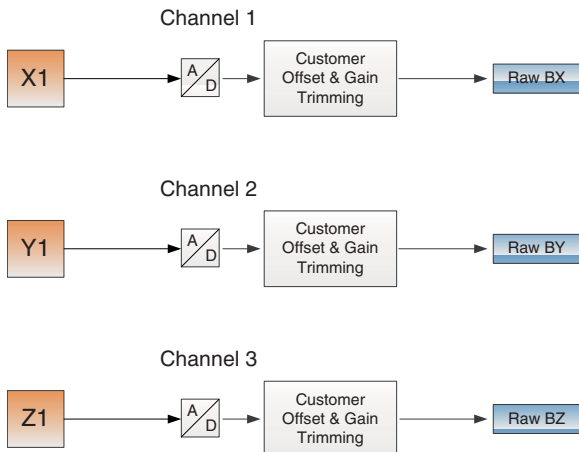 Channel 1
X1
A
D
Customer
Offset & Gain
Trimming
Raw BX
Channel 2
Y1
A
D
Customer
Offset & Gain
Trimming
Raw BY
Channel 3
Z1
A
D
Customer
Offset & Gain
Trimming
Raw BZ